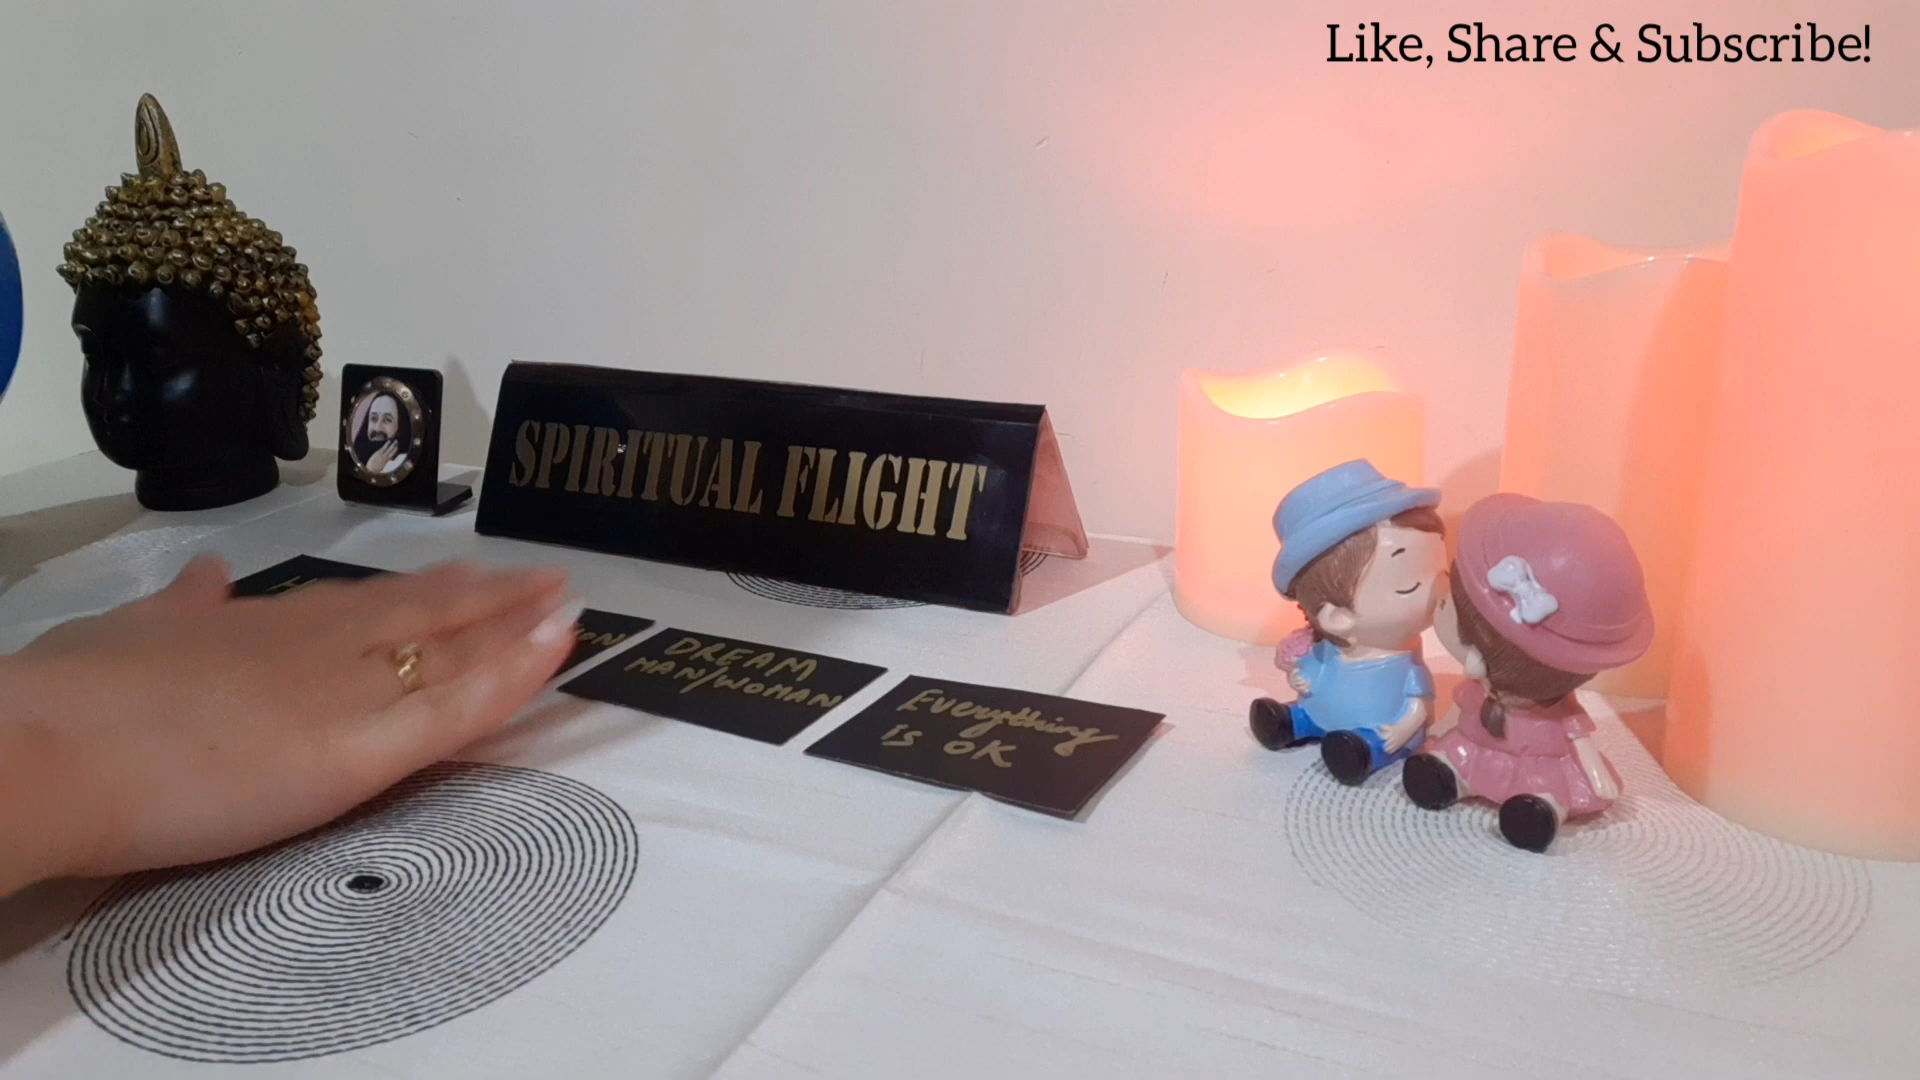 Like, Share & Subscribe!
SPIRITUAL FLIGHT
DREAM
MAN/WOMAN
Everything
is OK